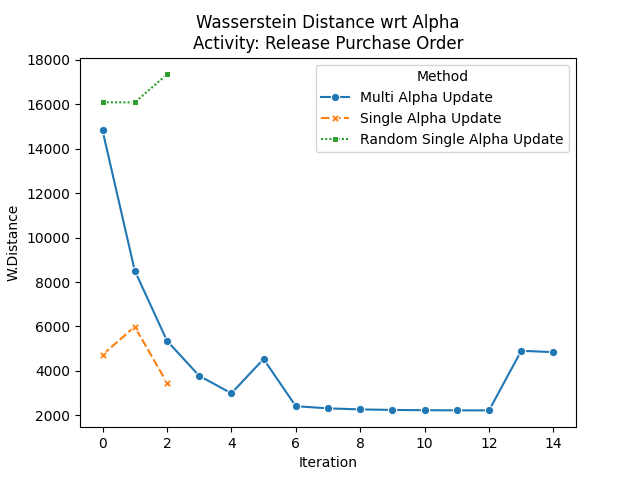 Wasserstein Distance wrt Alpha
Activity: Release Purchase Order
Method
Multi Alpha Update
Single Alpha Update
Random Single Alpha Update
W.Distance
18000
16000
14000
12000
10000
8000
6000
4000
2000
0 2 4 6 8 10 12 14
Iteration